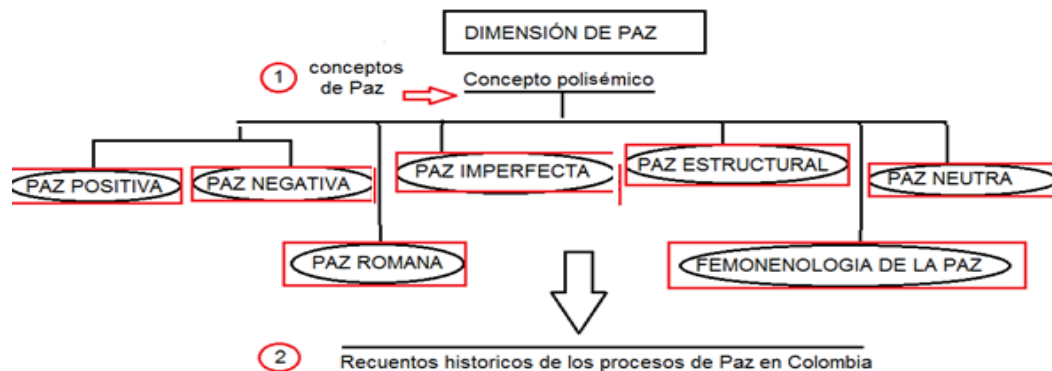 DIMENSIÓN DE PAZ
1
conceptos
de Paz
Concepto polisémico
PAZ POSITIVA
PAZ NEGATIVA
PAZ IMPERFECTA
PAZ ESTRUCTURAL
PAZ NEUTRA
PAZ ROMANA
FEMONENOLOGIA DE LA PAZ
2
Recuentos historicos de los procesos de Paz en Colombia